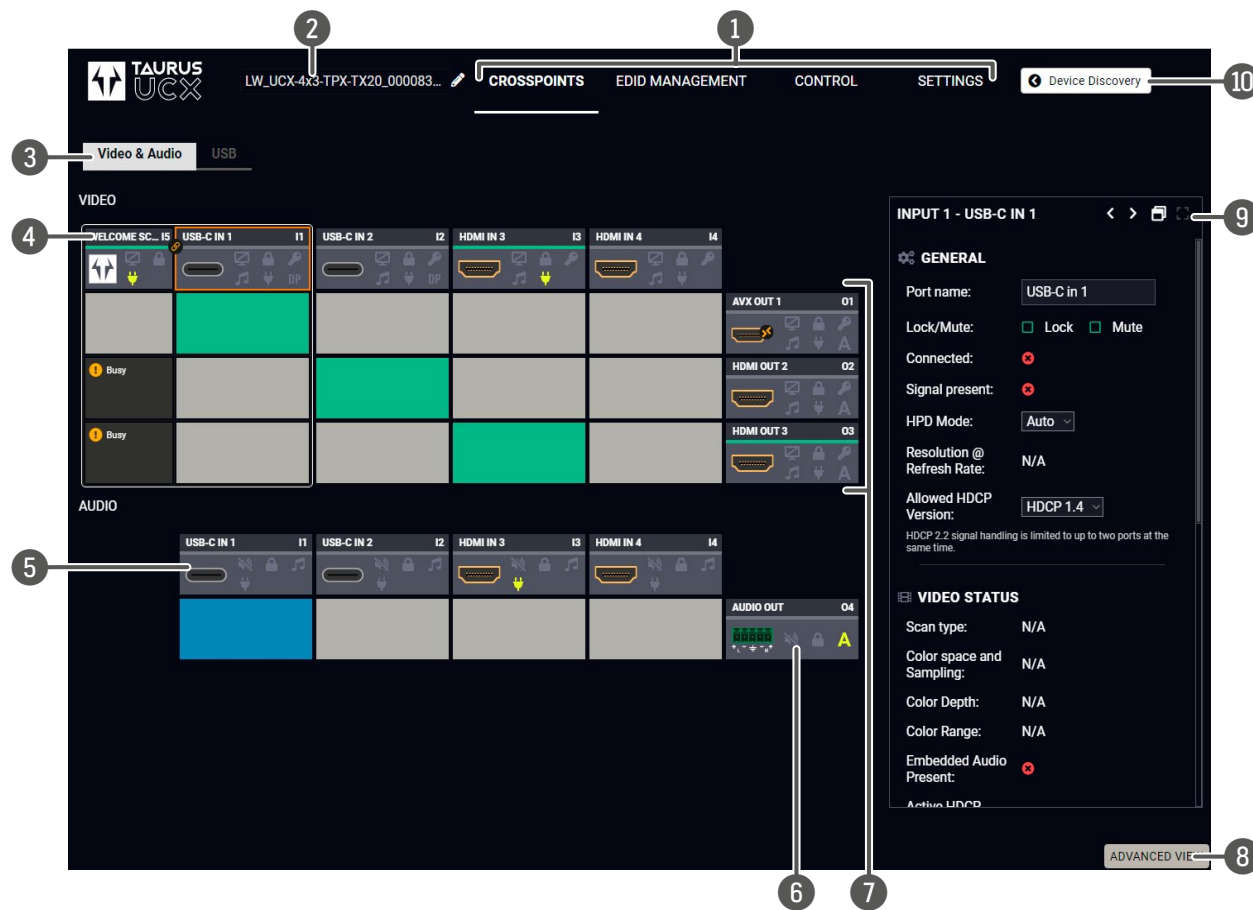 2
1
TAURUS
UCX
LW_UCX-4x3-TPX-TX20_000083...
CROSSPOINTS
EDID MANAGEMENT
CONTROL
SETTINGS
Device Discovery
10
3
Video & Audio
USB
VIDEO
4
WELCOME SC... I5
USB-C IN 1 I1
USB-C IN 2 I2
HDMI IN 3 I3
HDMI IN 4 I4
DP
DP
AVX OUT 1 O1
A
! Busy
HDMI OUT 2 O2
A
! Busy
HDMI OUT 3 O3
A
AUDIO
5
USB-C IN 1 I1
USB-C IN 2 I2
HDMI IN 3 I3
HDMI IN 4 I4
AUDIO OUT O4
+ L - - R +
A
6
7
INPUT 1 - USB-C IN 1
9
GENERAL
Port name: USB-C in 1
Lock/Mute: Lock Mute
Connected:
Signal present:
HPD Mode: Auto
Resolution @
Refresh Rate: N/A
Allowed HDCP
Version: HDCP 1.4
HDCP 2.2 signal handling is limited to up to two ports at the
same time.
VIDEO STATUS
Scan type: N/A
Color space and
Sampling: N/A
Color Depth: N/A
Color Range: N/A
Embedded Audio
Present:
Active HDCP
ADVANCED VIE
8